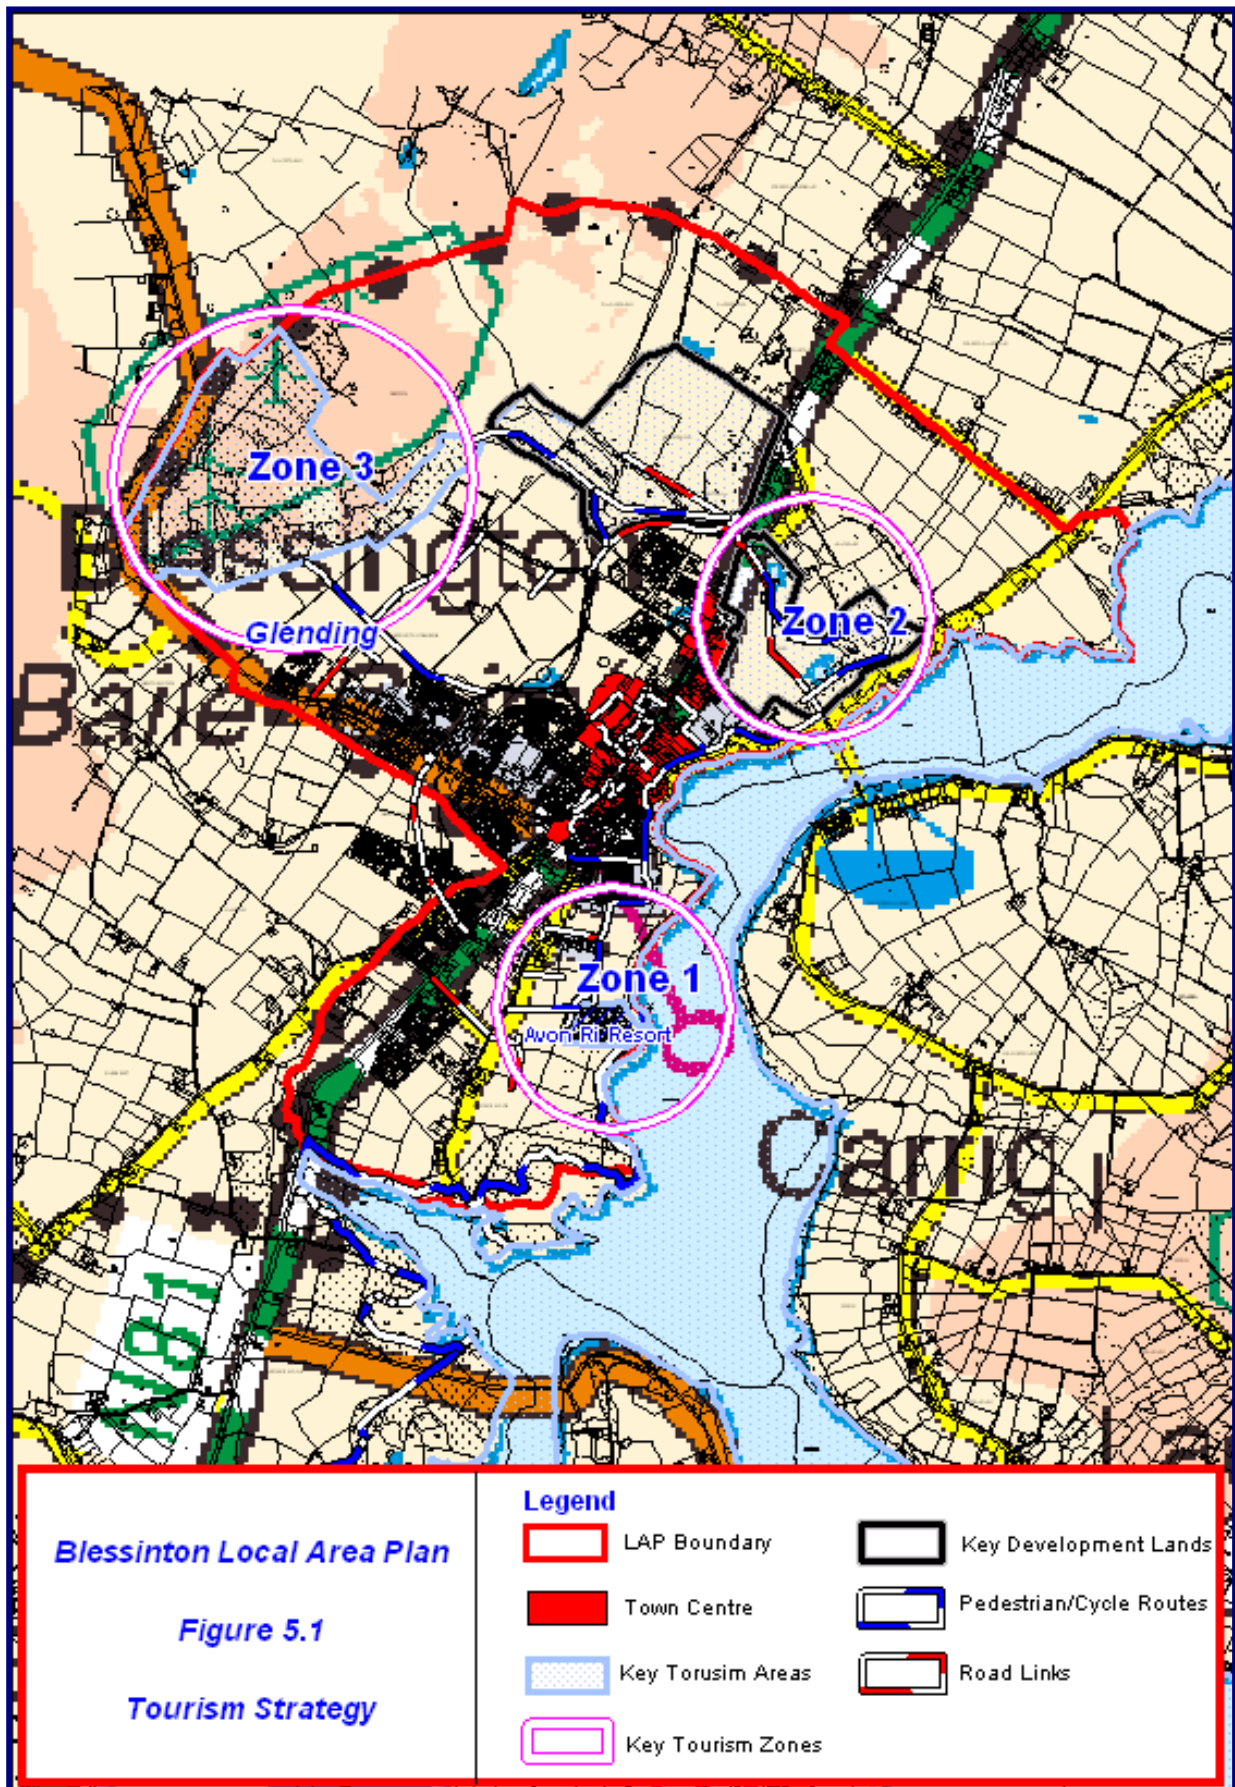 Zone 3
Blessington
Zone 2
Glending
Baile
Zone 1
Avon Ri Resort
Carrig
N81
Blessinton Local Area Plan
Figure 5.1
Tourism Strategy
Legend
LAP Boundary
Town Centre
Key Torusim Areas
Key Tourism Zones
Key Development Lands
Pedestrian/Cycle Routes
Road Links